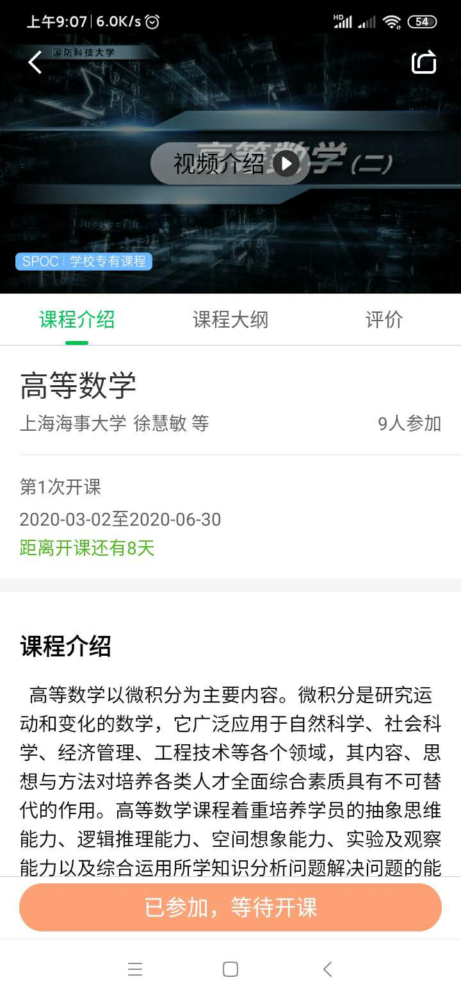 上午9:07 6.0K/s
HD
54
国防科技大学
高等数学(二)
视频介绍
SPOC 学校专有课程
课程介绍 课程大纲 评价
高等数学
上海海事大学 徐慧敏 等 9人参加
第1次开课
2020-03-02至2020-06-30
距离开课还有8天
课程介绍
高等数学以微积分为主要内容。微积分是研究运
动和变化的数学，它广泛应用于自然科学、社会科
学、经济管理、工程技术等各个领域，其内容、思
想与方法对培养各类人才全面综合素质具有不可替
代的作用。高等数学课程着重培养学员的抽象思维
能力、逻辑推理能力、空间想象能力、实验及观察
能力以及综合运用所学知识分析问题解决问题的能
已参加，等待开课